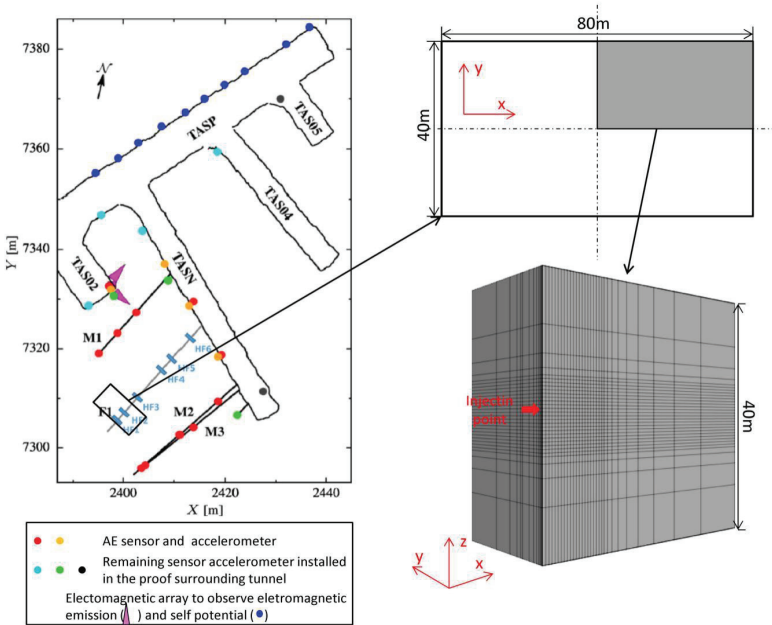 7380
7360
7340
7320
7300
Y [m]
2400
2420
2440
X [m]
N
TASP
TAS05
TAS04
TASN
TAS02
M1
M2
M3
F1
HF6
HF5
HF4
HF3
HF2
HF1
AE sensor and accelerometer
Remaining sensor accelerometer installed
in the proof surrounding tunnel
Electomagnetic array to observe eletromagnetic
emission ( ) and self potential ( )
80m
40m
y
x
Injectin
point
40m
z
y
x